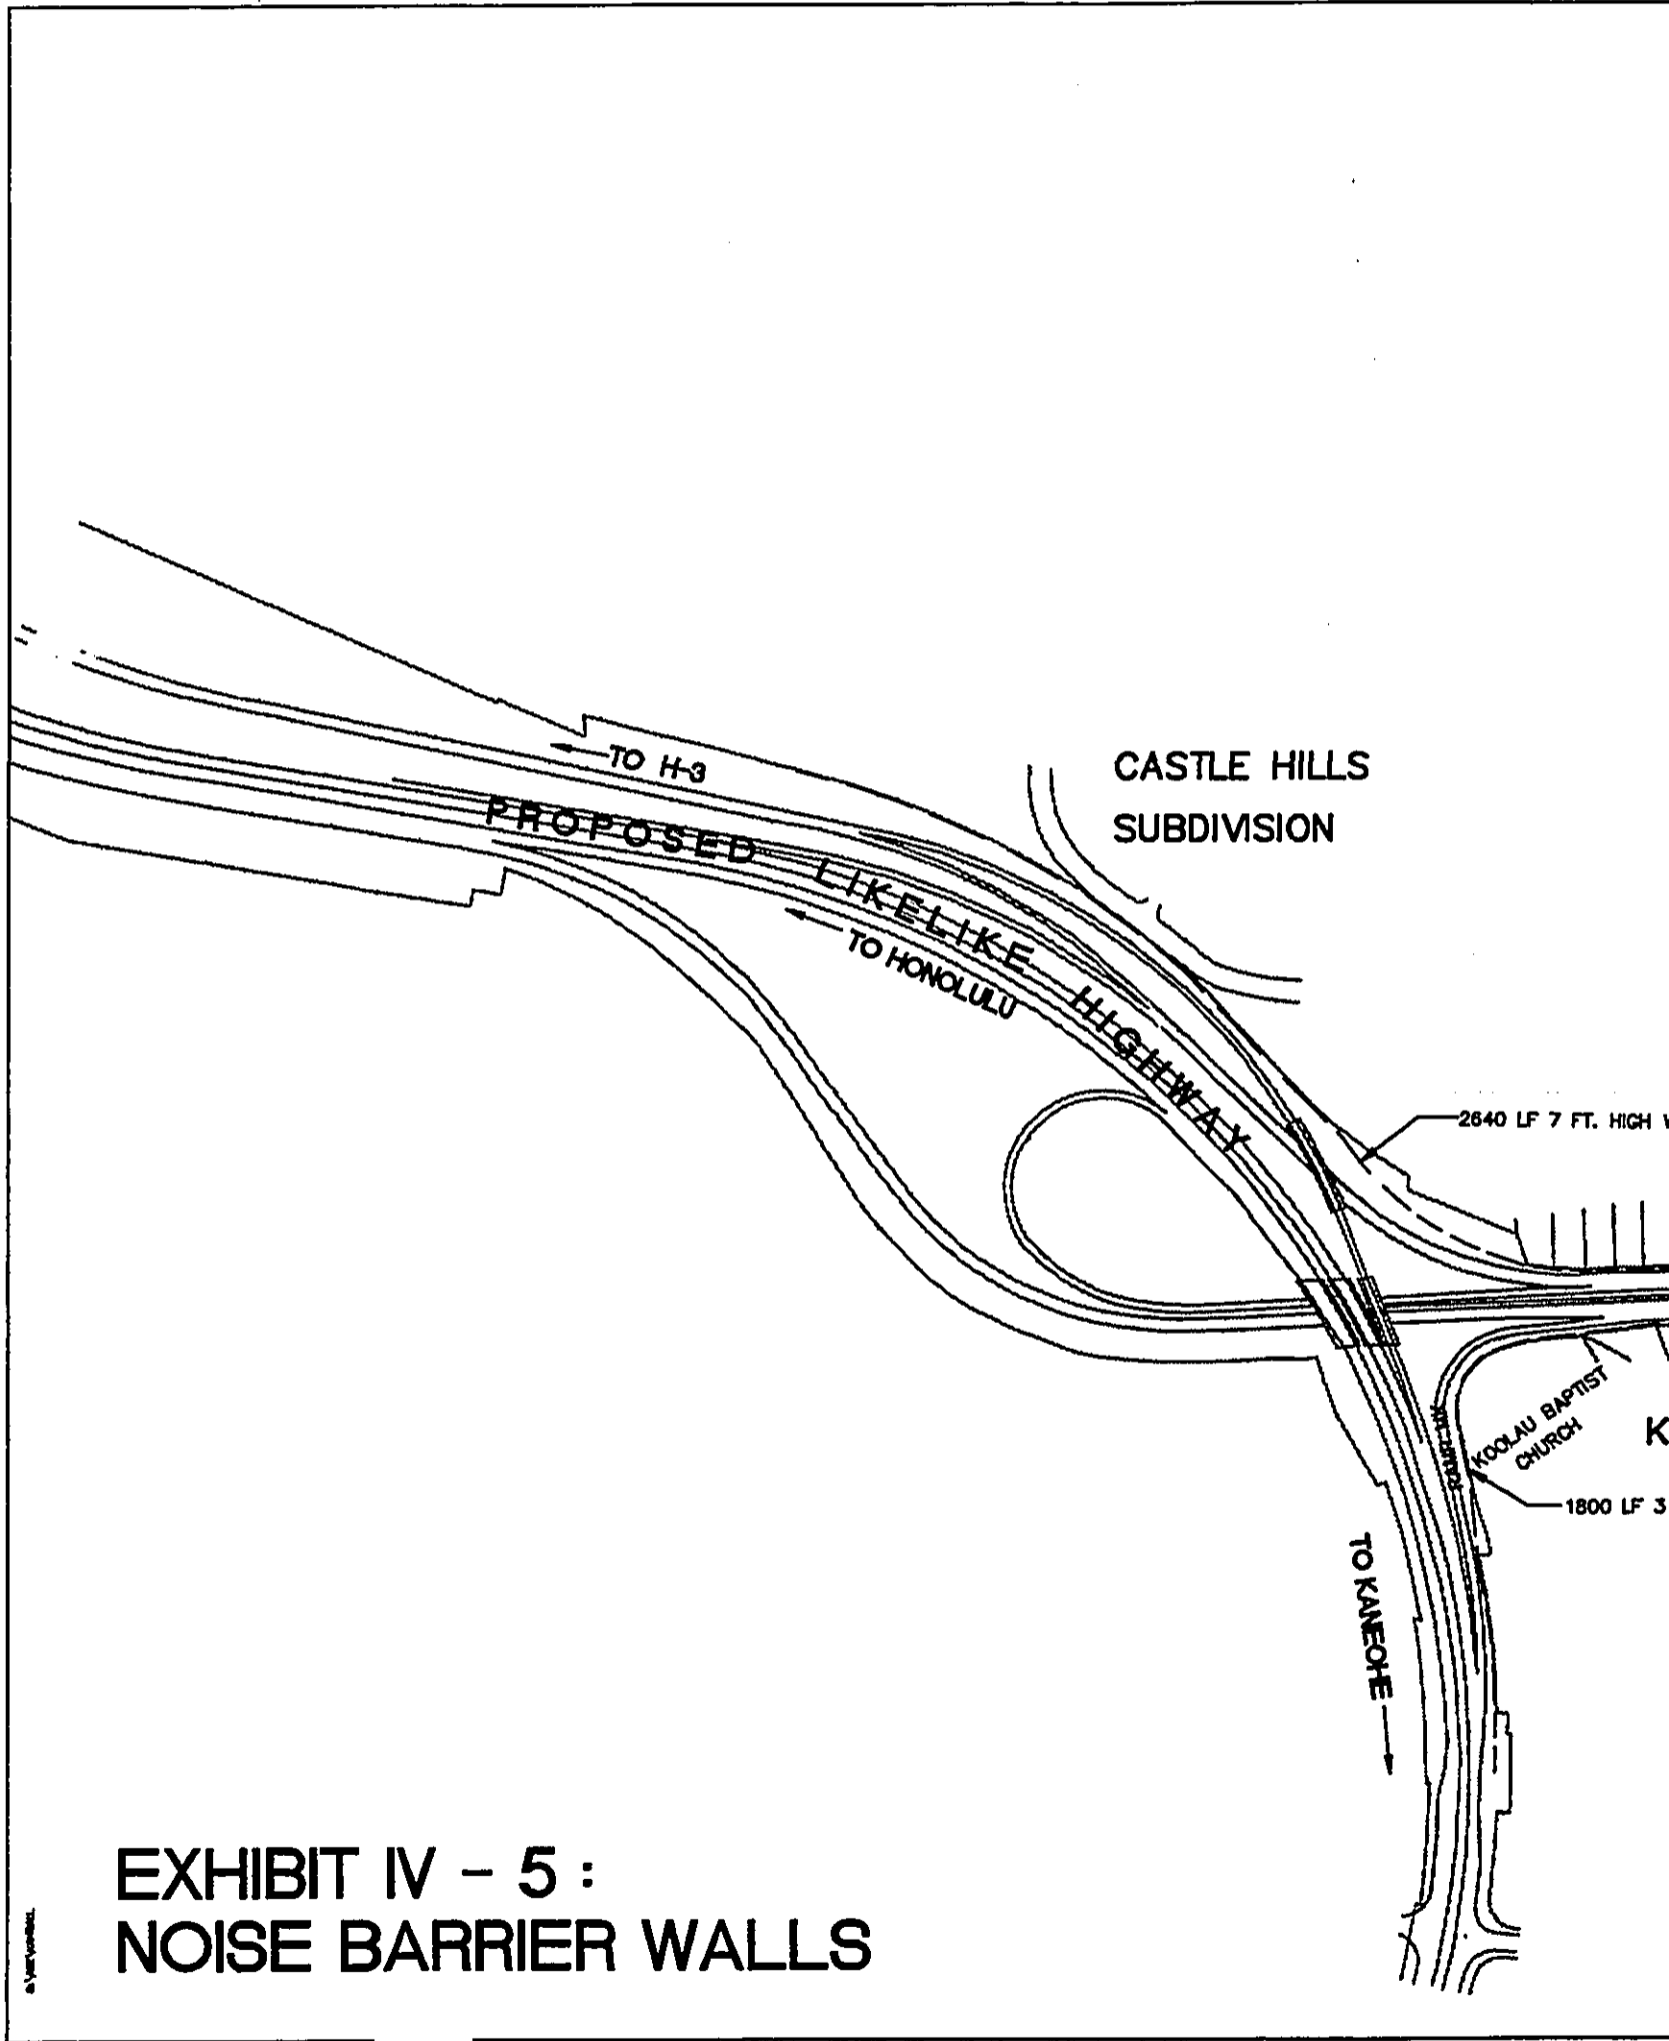 TO H-3
CASTLE HILLS
SUBDIVISION
PROPOSED LIKELIKE HIGHWAY
TO HONOLULU
2640 LF 7 FT. HIGH
KOOLAU BAPTIST
CHURCH
K
1800 LF 3
TO KANEOHE
EXHIBIT IV - 5 :
NOISE BARRIER WALLS